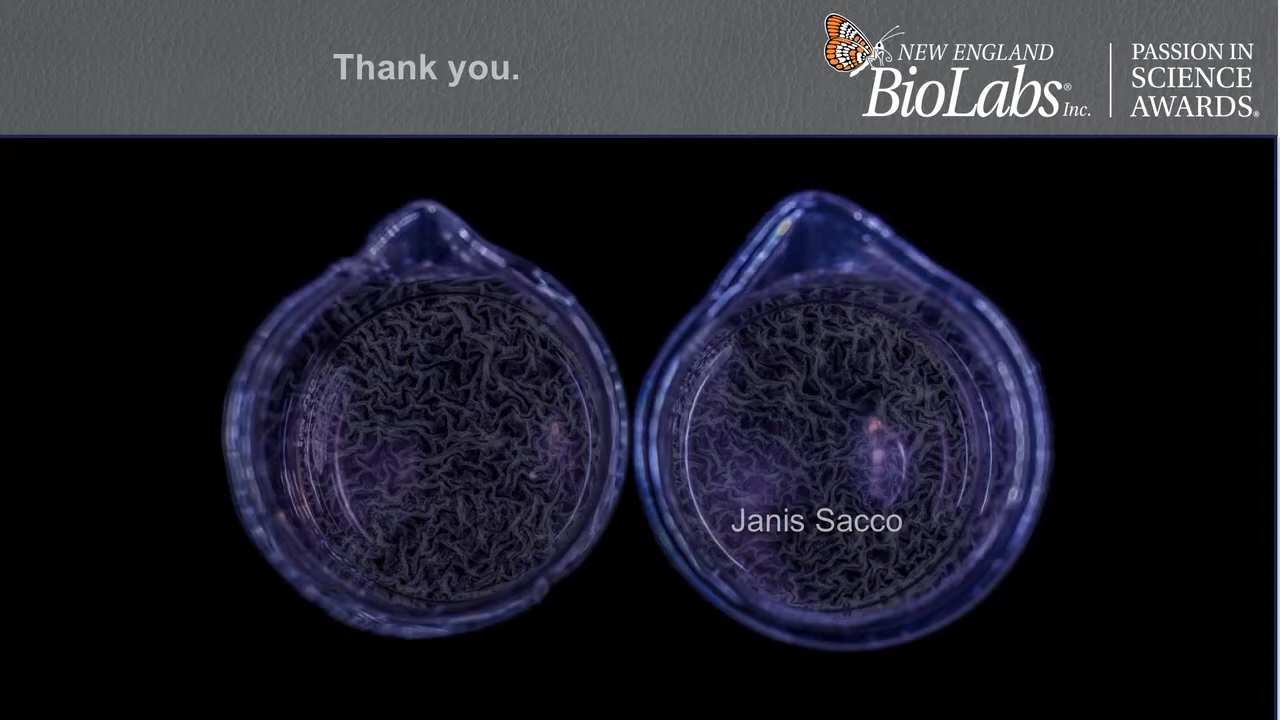 Thank you.
NEW ENGLAND
BioLabs® Inc.
PASSION IN
SCIENCE
AWARDS®
Janis Sacco